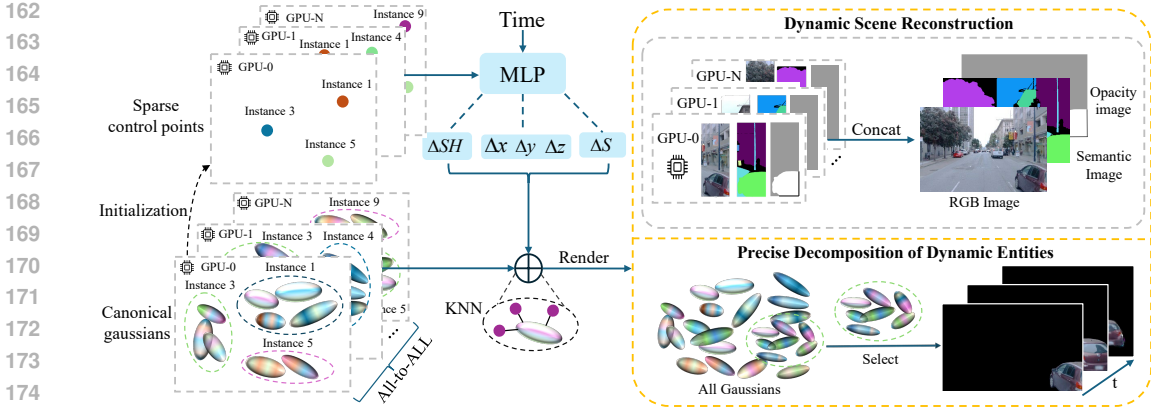 162
163
164
165
166
167
168
169
170
171
172
173
174
GPU-N
Instance 9
GPU-1
Instance 1
Instance 4
GPU-0
Instance 1
Instance 3
Instance 5
Sparse
control points
Initialization
GPU-N
Instance 9
GPU-1
Instance 3
Instance 4
GPU-0
Instance 1
Instance 3
Instance 5
5
Canonical
gaussians
...
All-to-ALL
Time
MLP
ΔSH
Δx Δy Δz
ΔS
Render
KNN
Dynamic Scene Reconstruction
GPU-N
GPU-1
GPU-0
...
Concat
Opacity
image
Semantic
Image
RGB Image
Precise Decomposition of Dynamic Entities
All Gaussians
Select
t